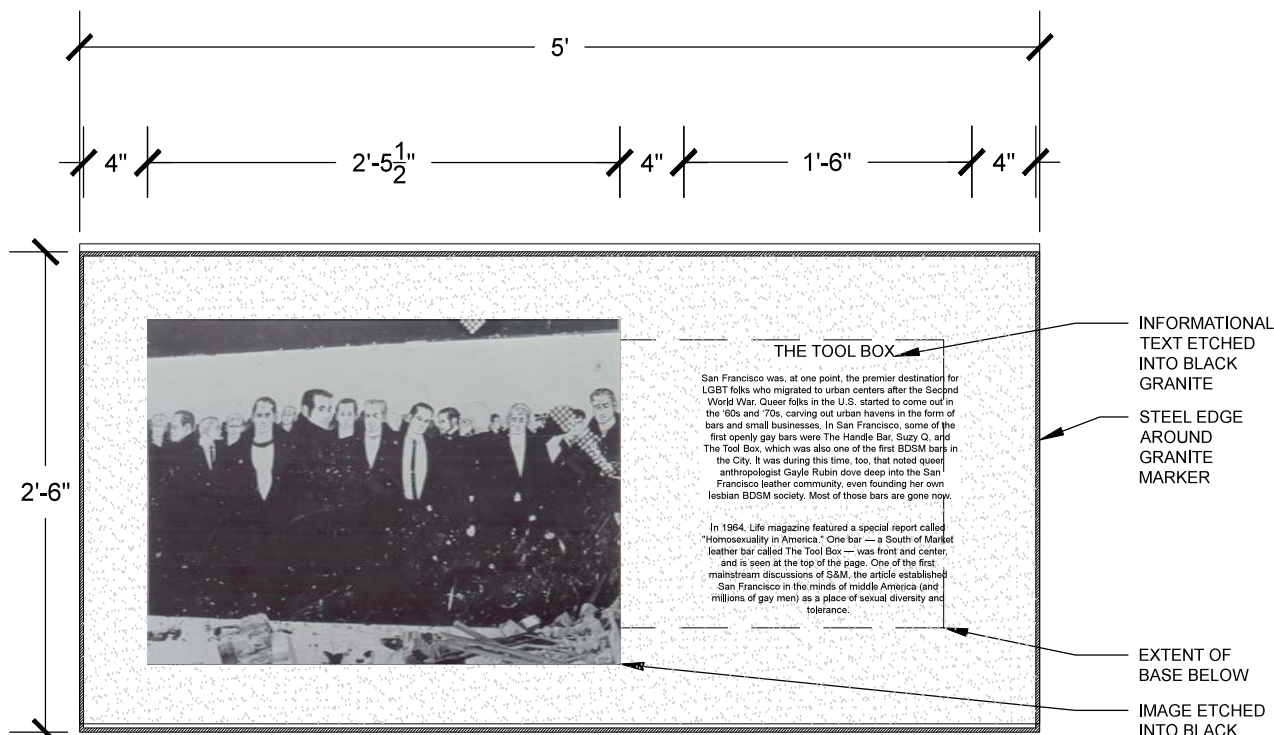 5'
4" 2'-5 1/2" 4" 1'-6" 4"
2'-6"
THE TOOL BOX
San Francisco was, at one point, the premier destination for
LGBT folks who migrated to urban centers after the Second
World War. Queer folks in the U.S. started to come out in
the '60s and '70s, carving out urban havens in the form of
bars and small businesses. In San Francisco, some of the
first openly gay bars were The Handle Bar, Suzy Q, and
The Tool Box, which was also one of the first BDSM bars in
the City. It was during this time, too, that noted queer
anthropologist Gayle Rubin dove deep into the San
Francisco leather community, even founding her own
lesbian BDSM society. Most of those bars are gone now.
In 1964, Life magazine featured a special report called
"Homosexuality in America." One bar — a South of Market
leather bar called The Tool Box — was front and center,
and is seen at the top of the page. One of the first
mainstream discussions of S&M, the article established
San Francisco in the minds of middle America (and
millions of gay men) as a place of sexual diversity and
tolerance.
INFORMATIONAL
TEXT ETCHED
INTO BLACK
GRANITE
STEEL EDGE
AROUND
GRANITE
MARKER
EXTENT OF
BASE BELOW
IMAGE ETCHED
INTO BLACK